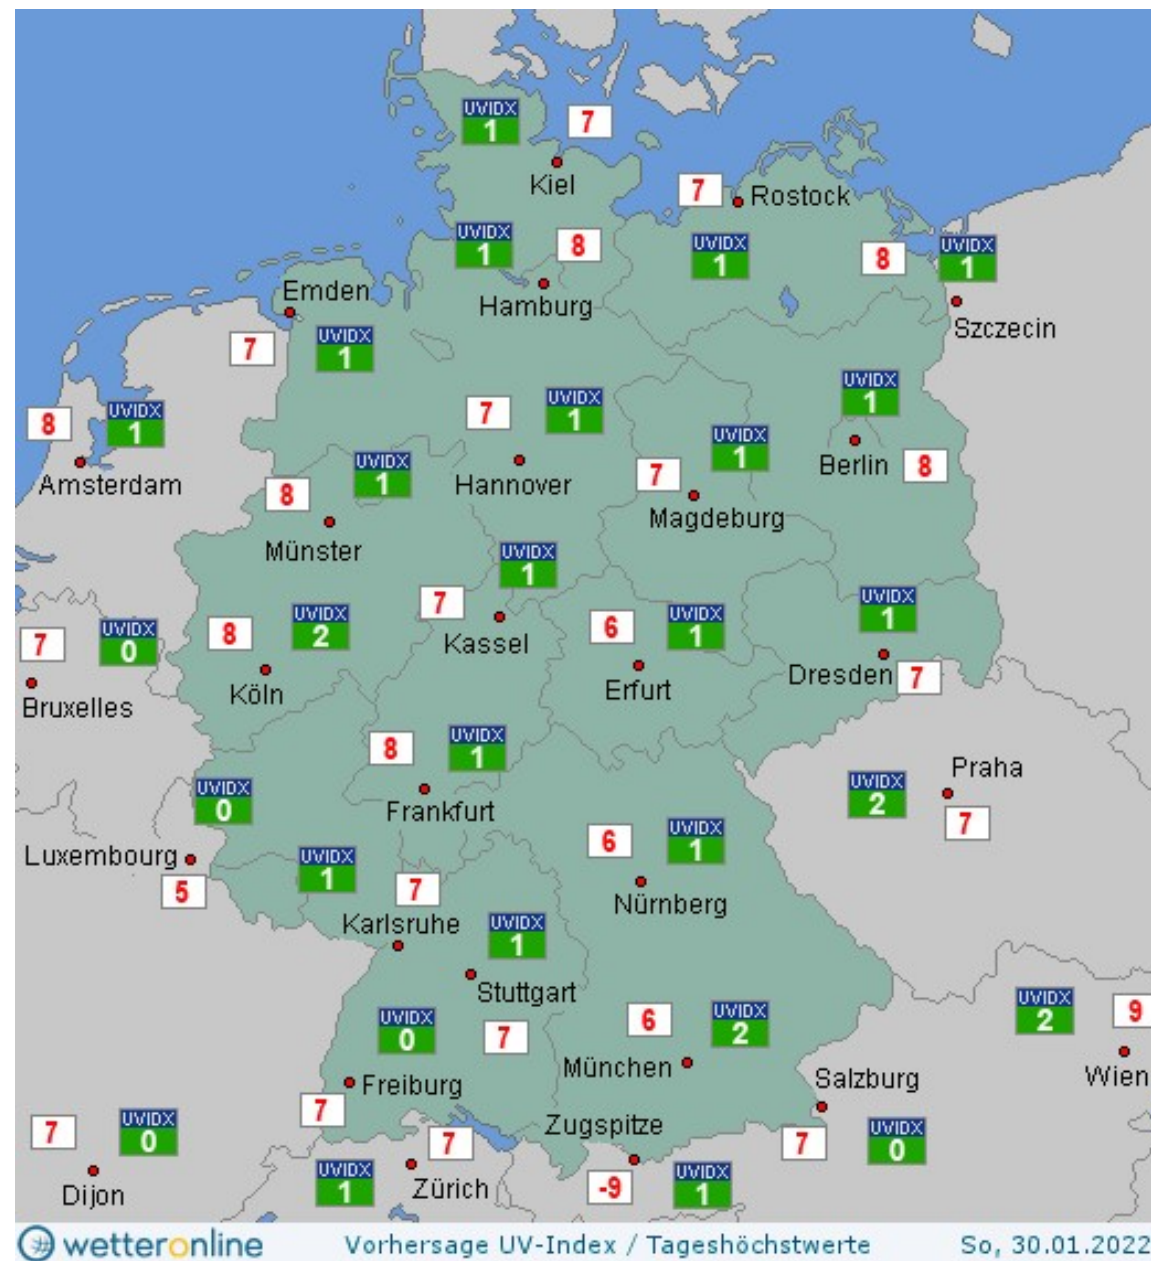 UVIDX
1
7
Kiel
7
Rostock
UVIDX
1
8
Hamburg
UVIDX
1
8
UVIDX
1
Szczecin
Emden
7
UVIDX
1
8
UVIDX
1
Amsterdam
7
UVIDX
1
Hannover
UVIDX
1
Berlin
8
8
UVIDX
1
Münster
7
UVIDX
1
Magdeburg
UVIDX
1
7
Kassel
7
UVIDX
0
Bruxelles
8
UVIDX
2
Köln
6
UVIDX
1
Erfurt
UVIDX
1
Dresden
7
8
UVIDX
1
Frankfurt
UVIDX
2
Praha
7
UVIDX
0
Luxembourg
5
UVIDX
1
7
Karlsruhe
6
UVIDX
1
Nürnberg
UVIDX
1
Stuttgart
7
UVIDX
0
Freiburg
7
6
UVIDX
2
München
UVIDX
2
9
Wien
Salzburg
7
UVIDX
0
7
UVIDX
0
Dijon
UVIDX
1
7
Zürich
Zugspitze
-9
UVIDX
1
wetteronline
Vorhersage UV-Index / Tageshöchstwerte
So, 30.01.2022